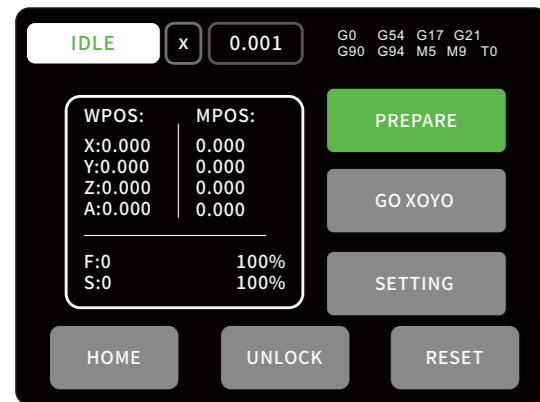 IDLE x 0.001 G0 G54 G17 G21
G90 G94 M5 M9 T0
WPOS: MPOS:
X:0.000 0.000
Y:0.000 0.000
Z:0.000 0.000
A:0.000 0.000
F:0 100%
S:0 100%
PREPARE
GO XOYO
SETTING
HOME UNLOCK RESET